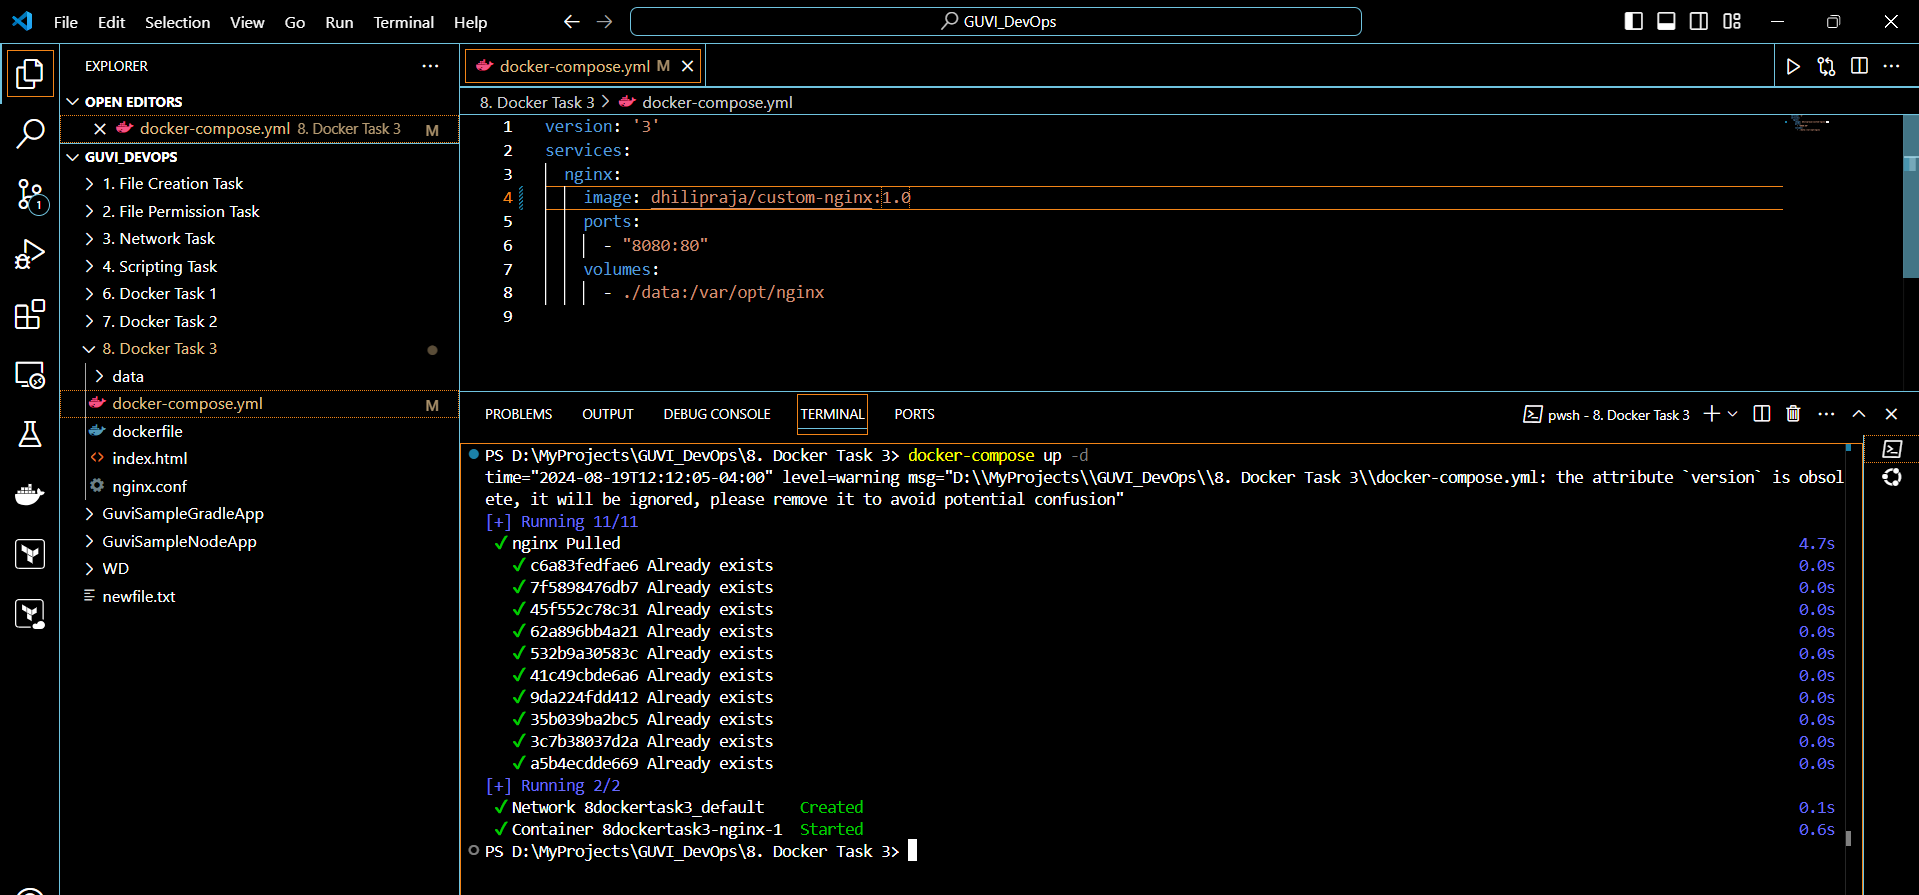 File Edit Selection View Go Run Terminal Help
GUVI_DevOps
EXPLORER
OPEN EDITORS
docker-compose.yml 8. Docker Task 3 M
GUVI_DEVOPS
1. File Creation Task
2. File Permission Task
3. Network Task
4. Scripting Task
6. Docker Task 1
7. Docker Task 2
8. Docker Task 3
data
docker-compose.yml M
dockerfile
index.html
nginx.conf
GuviSampleGradleApp
GuviSampleNodeApp
WD
newfile.txt
1
docker-compose.yml M
8. Docker Task 3 > docker-compose.yml
1 version: '3'
2 services:
3 nginx:
4 image: dhilipraja/custom-nginx:1.0
5 ports:
6 - "8080:80"
7 volumes:
8 - ./data:/var/opt/nginx
9
PROBLEMS OUTPUT DEBUG CONSOLE TERMINAL PORTS
pwsh - 8. Docker Task 3
PS D:\MyProjects\GUVI_DevOps\8. Docker Task 3> docker-compose up -d
time="2024-08-19T12:12:05-04:00" level=warning msg="D:\\MyProjects\\GUVI_DevOps\\8. Docker Task 3\\docker-compose.yml: the attribute `version` is obsol
ete, it will be ignored, please remove it to avoid potential confusion"
[+] Running 11/11
✓ nginx Pulled 4.7s
✓ c6a83fedfae6 Already exists 0.0s
✓ 7f5898476db7 Already exists 0.0s
✓ 45f552c78c31 Already exists 0.0s
✓ 62a896bb4a21 Already exists 0.0s
✓ 532b9a30583c Already exists 0.0s
✓ 41c49cbde6a6 Already exists 0.0s
✓ 9da224fdd412 Already exists 0.0s
✓ 35b039ba2bc5 Already exists 0.0s
✓ 3c7b38037d2a Already exists 0.0s
✓ a5b4ecdde669 Already exists 0.0s
[+] Running 2/2
✓ Network 8dockertask3_default Created 0.1s
✓ Container 8dockertask3-nginx-1 Started 0.6s
PS D:\MyProjects\GUVI_DevOps\8. Docker Task 3>